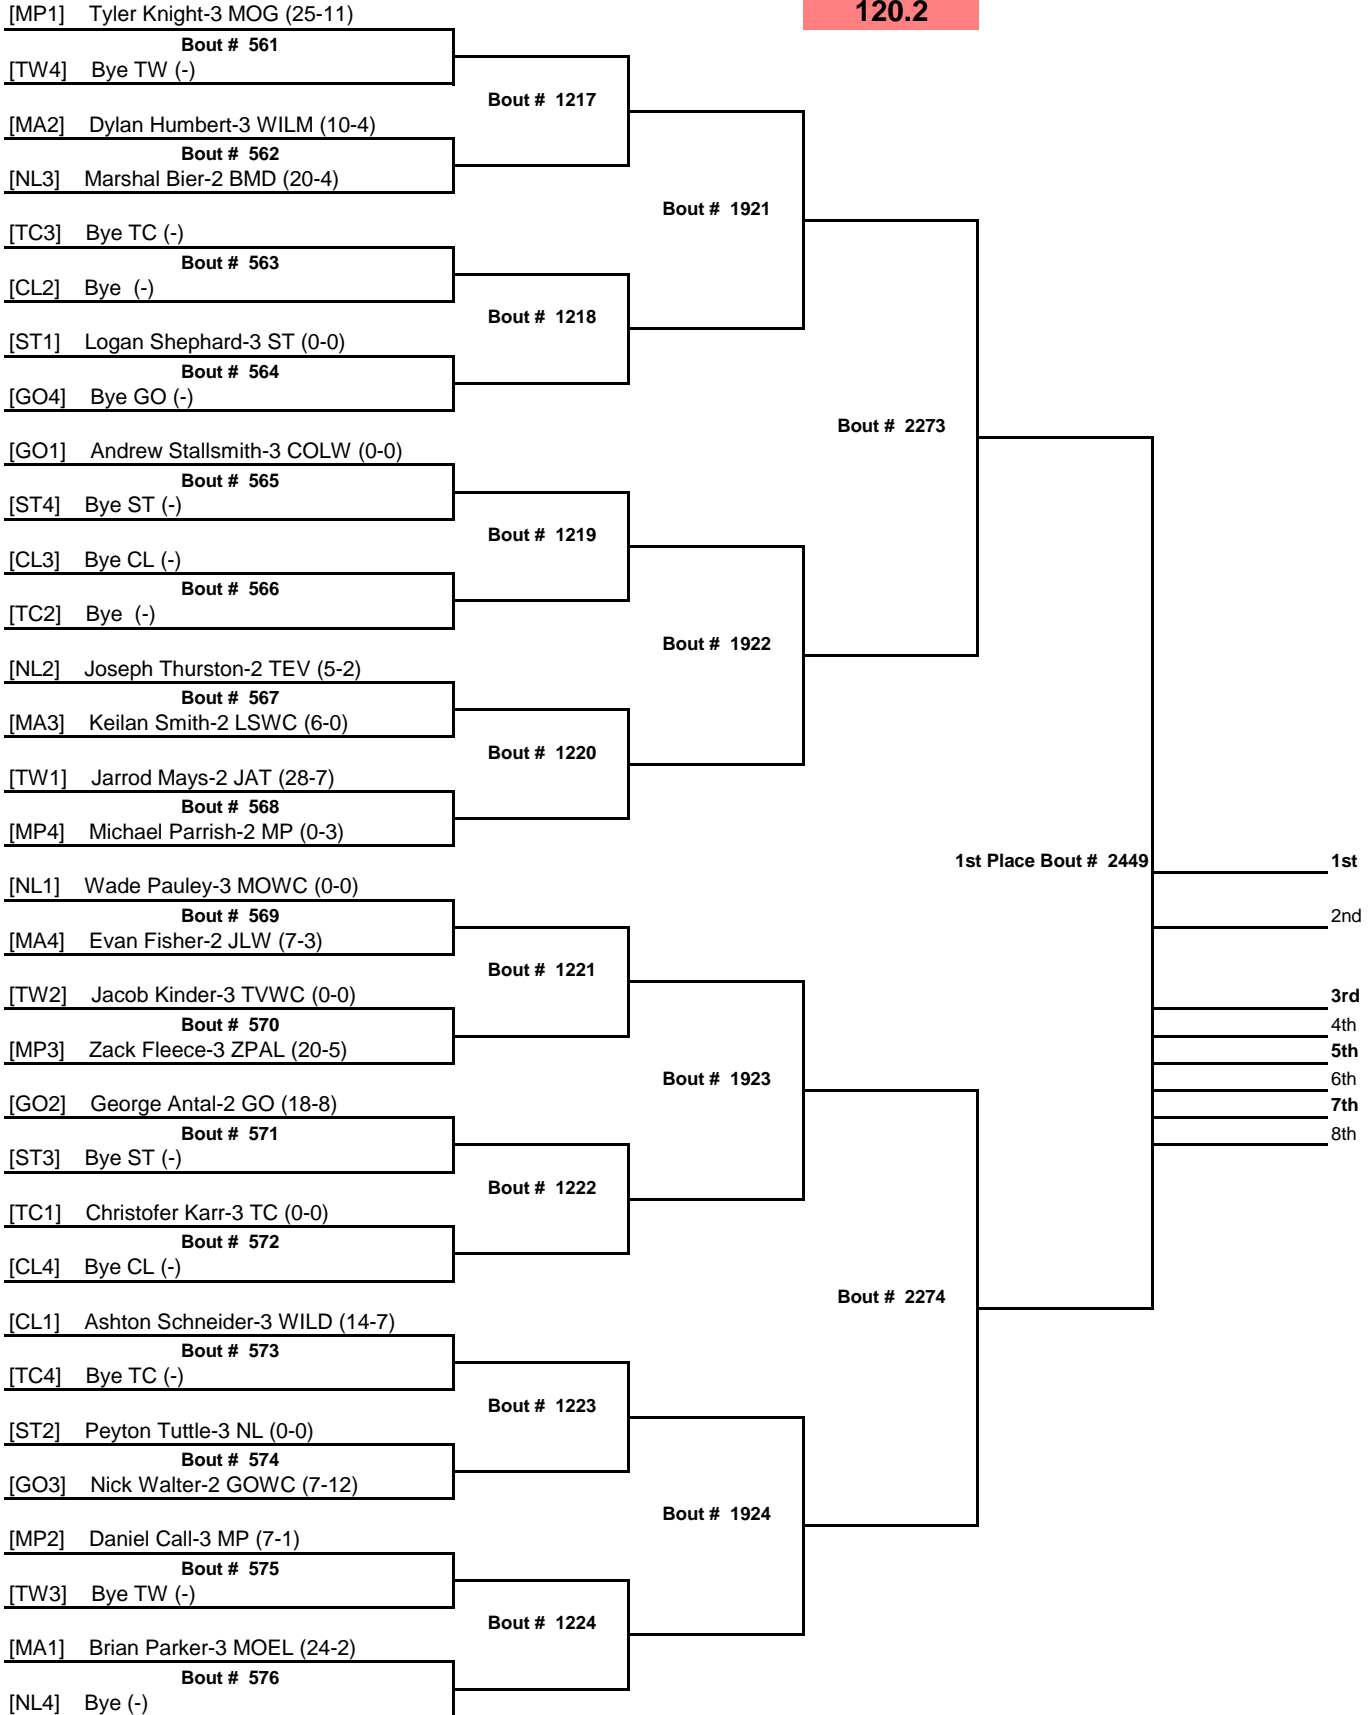 [MP1] Tyler Knight-3 MOG (25-11)
120.2
Bout # 561
[TW4] Bye TW (-)
Bout # 1217
[MA2] Dylan Humbert-3 WILM (10-4)
Bout # 562
[NL3] Marshal Bier-2 BMD (20-4)
Bout # 1921
[TC3] Bye TC (-)
Bout # 563
[CL2] Bye (-)
Bout # 1218
[ST1] Logan Shephard-3 ST (0-0)
Bout # 564
[GO4] Bye GO (-)
Bout # 2273
[GO1] Andrew Stallsmith-3 COLW (0-0)
Bout # 565
[ST4] Bye ST (-)
Bout # 1219
[CL3] Bye CL (-)
Bout # 566
[TC2] Bye (-)
Bout # 1922
[NL2] Joseph Thurston-2 TEV (5-2)
Bout # 567
[MA3] Keilan Smith-2 LSWC (6-0)
Bout # 1220
[TW1] Jarrod Mays-2 JAT (28-7)
Bout # 568
[MP4] Michael Parrish-2 MP (0-3)
1st Place Bout # 2449
1st
[NL1] Wade Pauley-3 MOWC (0-0)
Bout # 569
2nd
[MA4] Evan Fisher-2 JLW (7-3)
Bout # 1221
[TW2] Jacob Kinder-3 TVWC (0-0)
3rd
Bout # 570
4th
[MP3] Zack Fleece-3 ZPAL (20-5)
5th
Bout # 1923
6th
[GO2] George Antal-2 GO (18-8)
7th
Bout # 571
8th
[ST3] Bye ST (-)
Bout # 1222
[TC1] Christofer Karr-3 TC (0-0)
Bout # 572
[CL4] Bye CL (-)
Bout # 2274
[CL1] Ashton Schneider-3 WILD (14-7)
Bout # 573
[TC4] Bye TC (-)
Bout # 1223
[ST2] Peyton Tuttle-3 NL (0-0)
Bout # 574
[GO3] Nick Walter-2 GOWC (7-12)
Bout # 1924
[MP2] Daniel Call-3 MP (7-1)
Bout # 575
[TW3] Bye TW (-)
Bout # 1224
[MA1] Brian Parker-3 MOEL (24-2)
Bout # 576
[NL4] Bye (-)